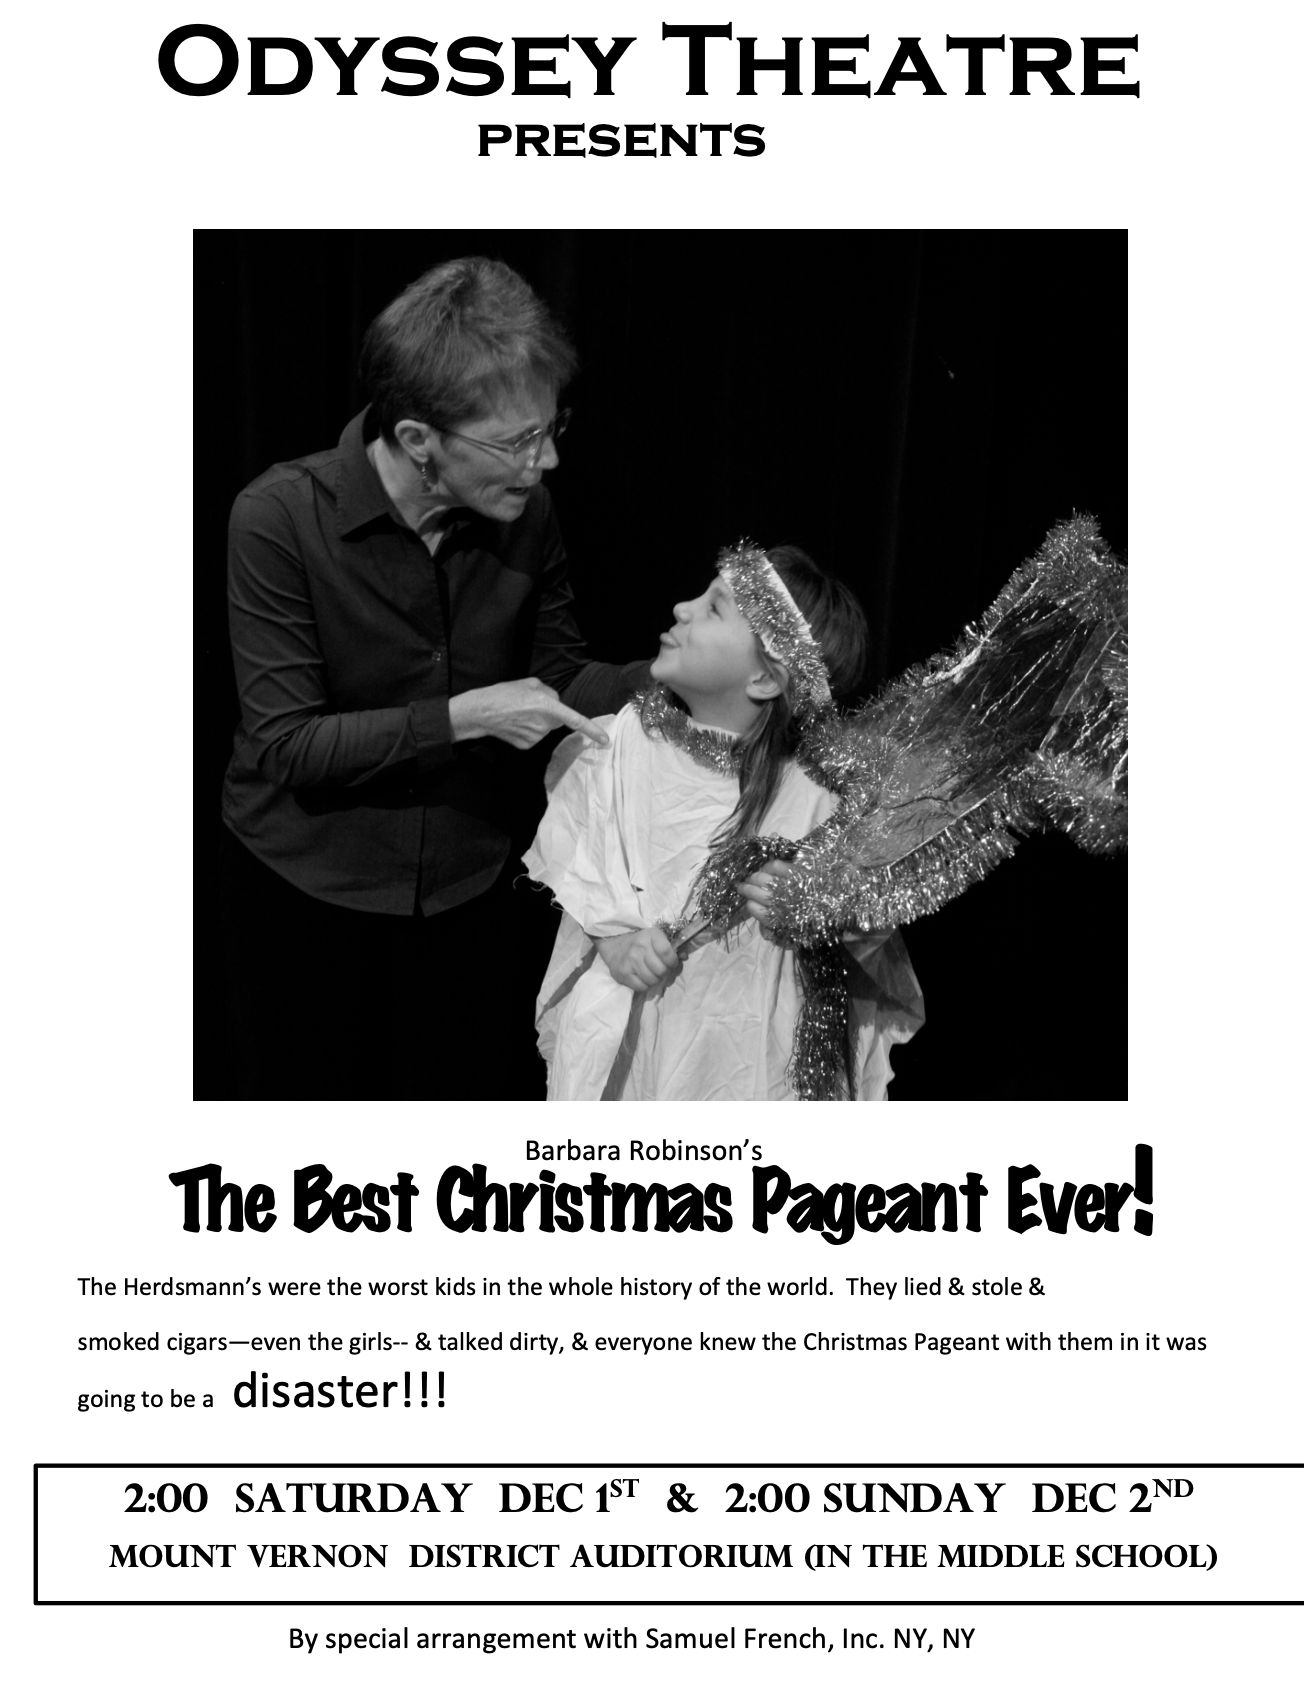 ODYSSEY THEATRE
PRESENTS
Barbara Robinson’s
The Best Christmas Pageant Ever!
The Herdsmann’s were the worst kids in the whole history of the world.  They lied & stole &
smoked cigars—even the girls-- & talked dirty, & everyone knew the Christmas Pageant with them in it was
going to be a  disaster!!!
2:00  SATURDAY  DEC 1ST  &  2:00 SUNDAY  DEC 2ND
MOUNT VERNON  DISTRICT AUDITORIUM (IN THE MIDDLE SCHOOL)
By special arrangement with Samuel French, Inc. NY, NY